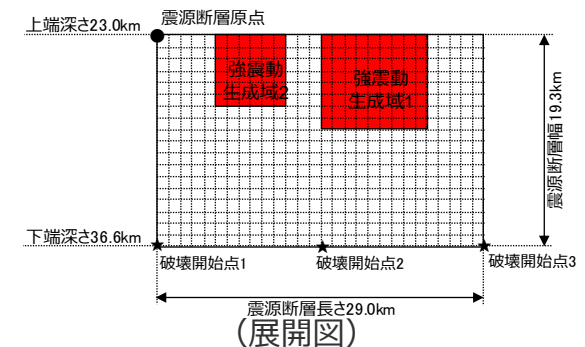 上端深さ23.0km
震源断層原点
強震動
生成域2
強震動
生成域1
震源断層幅19.3km
下端深さ36.6km
破壊開始点1
破壊開始点2
破壊開始点3
震源断層長さ29.0km
(展開図)